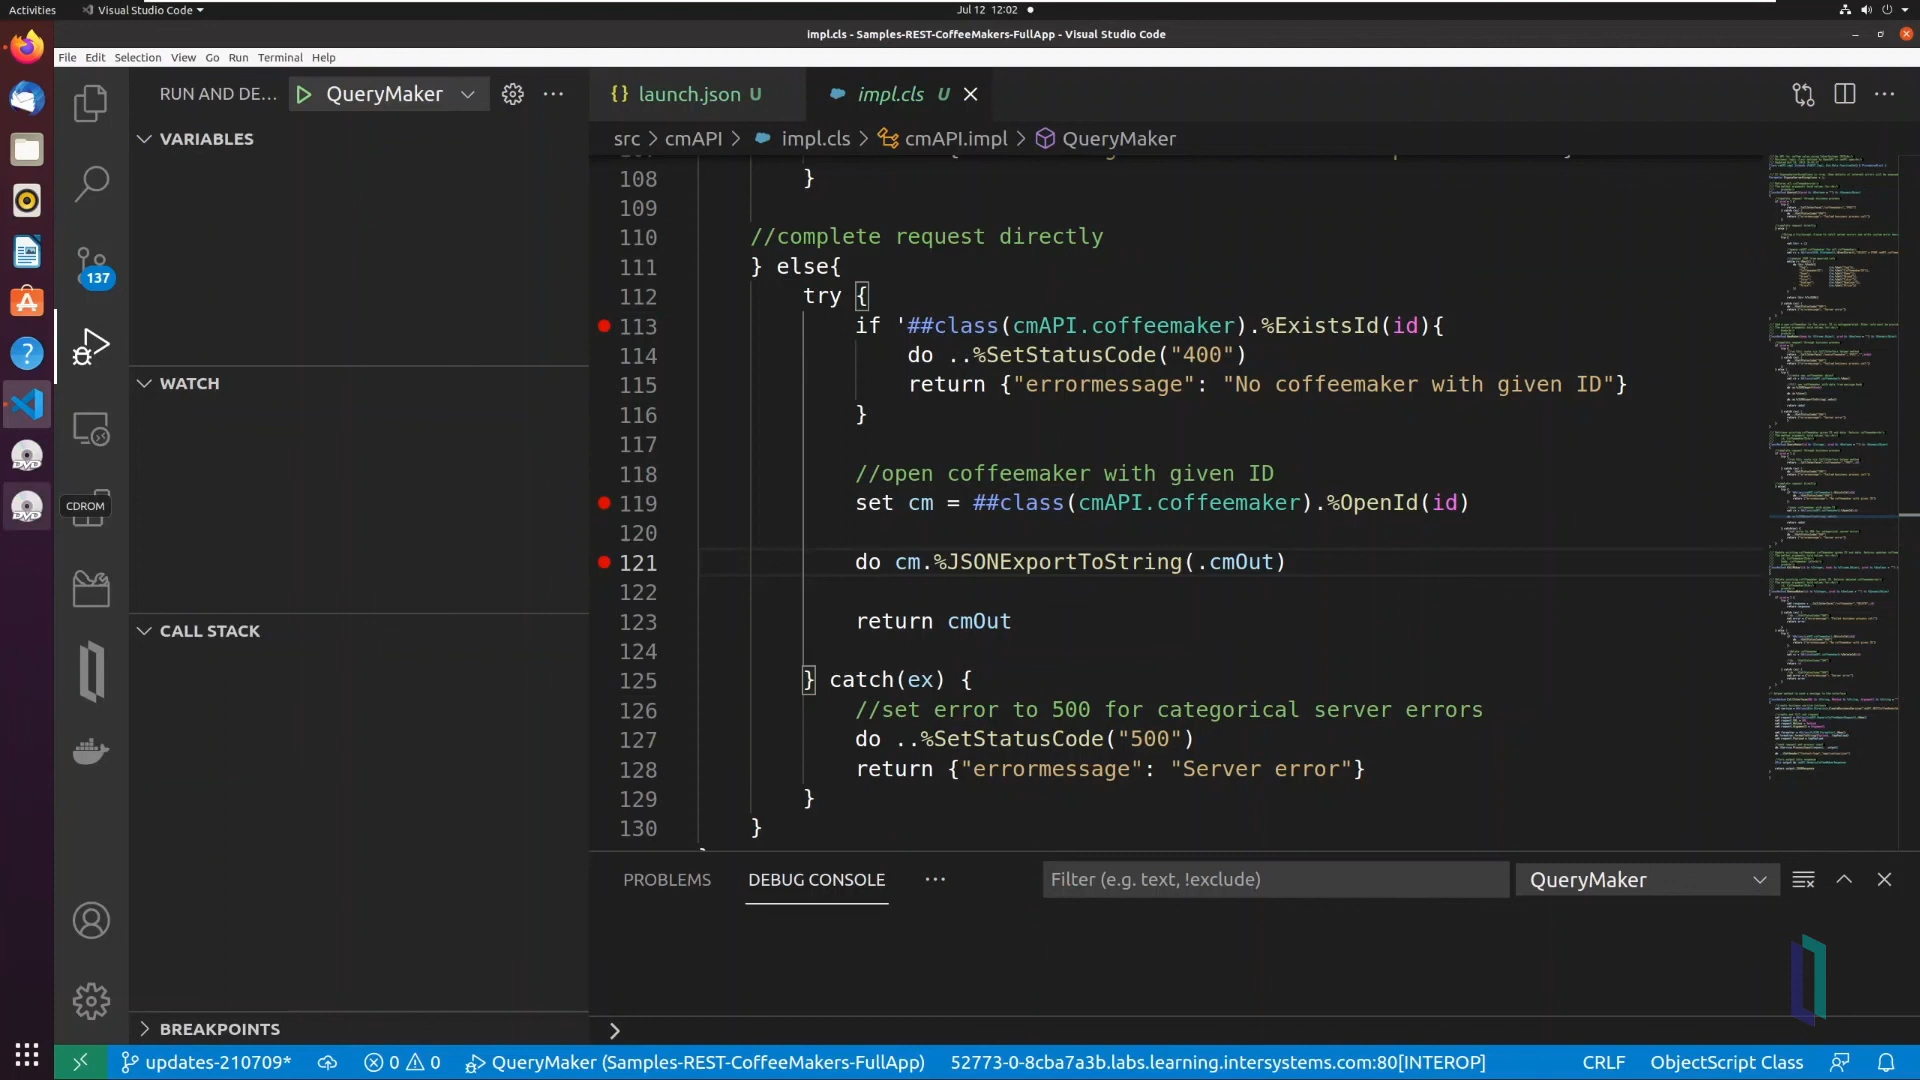 Activities
Visual Studio Code
Jul 12 12:02
impl.cls - Samples-REST-CoffeeMakers-FullApp - Visual Studio Code
File Edit Selection View Go Run Terminal Help
RUN AND DE...
QueryMaker
{} launch.json U
impl.cls U
VARIABLES
src > cmAPI > impl.cls > cmAPI.impl > QueryMaker
108 }
109
110 //complete request directly
111 } else{
112 try {
113 if '##class(cmAPI.coffeemaker).%ExistsId(id){
114 do ..%SetStatusCode("400")
115 return {"errormessage": "No coffeemaker with given ID"}
116 }
117
118 //open coffeemaker with given ID
119 set cm = ##class(cmAPI.coffeemaker).%OpenId(id)
120
121 do cm.%JSONExportToString(.cmOut)
122
123 return cmOut
124
125 } catch(ex) {
126 //set error to 500 for categorical server errors
127 do ..%SetStatusCode("500")
128 return {"errormessage": "Server error"}
129 }
130 }
137
WATCH
CDROM
DVD
DVD
CALL STACK
BREAKPOINTS
PROBLEMS
DEBUG CONSOLE
Filter (e.g. text, !exclude)
QueryMaker
updates-210709*
0 0
QueryMaker (Samples-REST-CoffeeMakers-FullApp)
52773-0-8cba7a3b.labs.learning.intersystems.com:80[INTEROP]
CRLF
ObjectScript Class